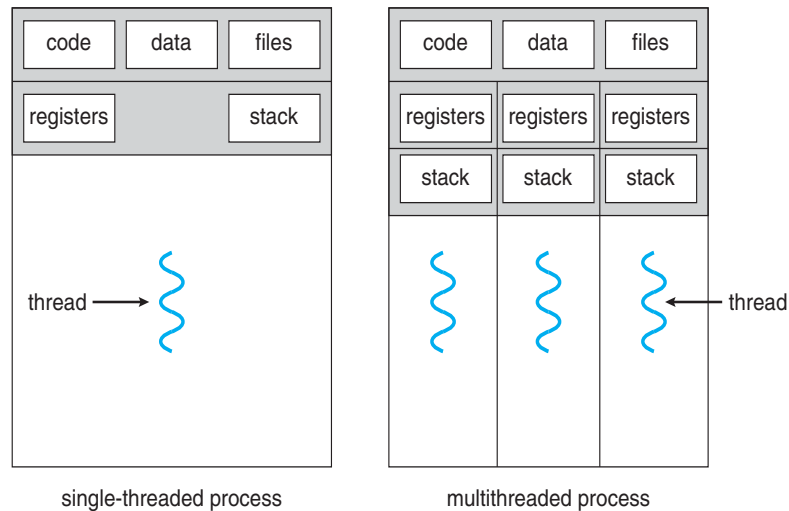 code data files
registers stack
thread
single-threaded process
code data files
registers registers registers
stack stack stack
thread
multithreaded process